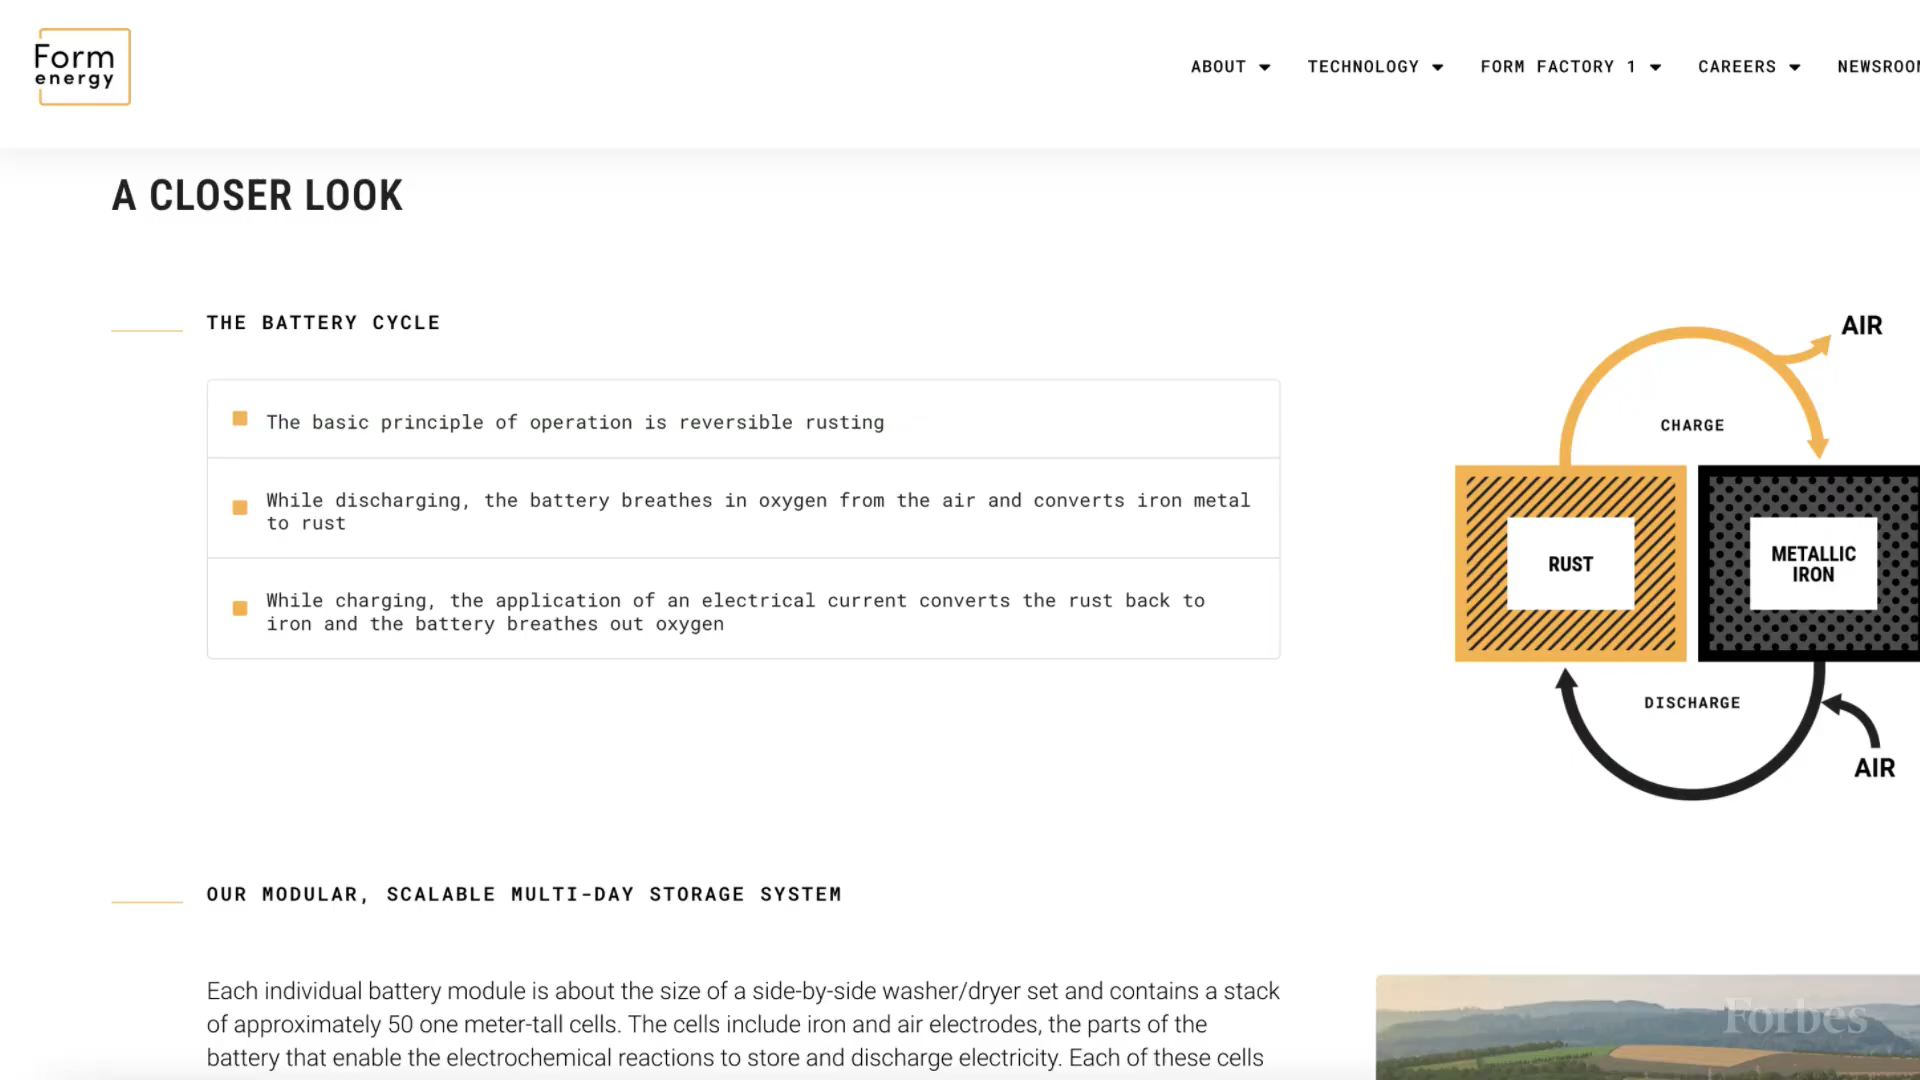 Form
energy
ABOUT
TECHNOLOGY
FORM FACTORY 1
CAREERS
NEWSROO
A CLOSER LOOK
THE BATTERY CYCLE
The basic principle of operation is reversible rusting
While discharging, the battery breathes in oxygen from the air and converts iron metal
to rust
While charging, the application of an electrical current converts the rust back to
iron and the battery breathes out oxygen
AIR
CHARGE
RUST
METALLIC
IRON
DISCHARGE
AIR
OUR MODULAR, SCALABLE MULTI-DAY STORAGE SYSTEM
Each individual battery module is about the size of a side-by-side washer/dryer set and contains a stack
of approximately 50 one meter-tall cells. The cells include iron and air electrodes, the parts of the
battery that enable the electrochemical reactions to store and discharge electricity. Each of these cells
Forbes